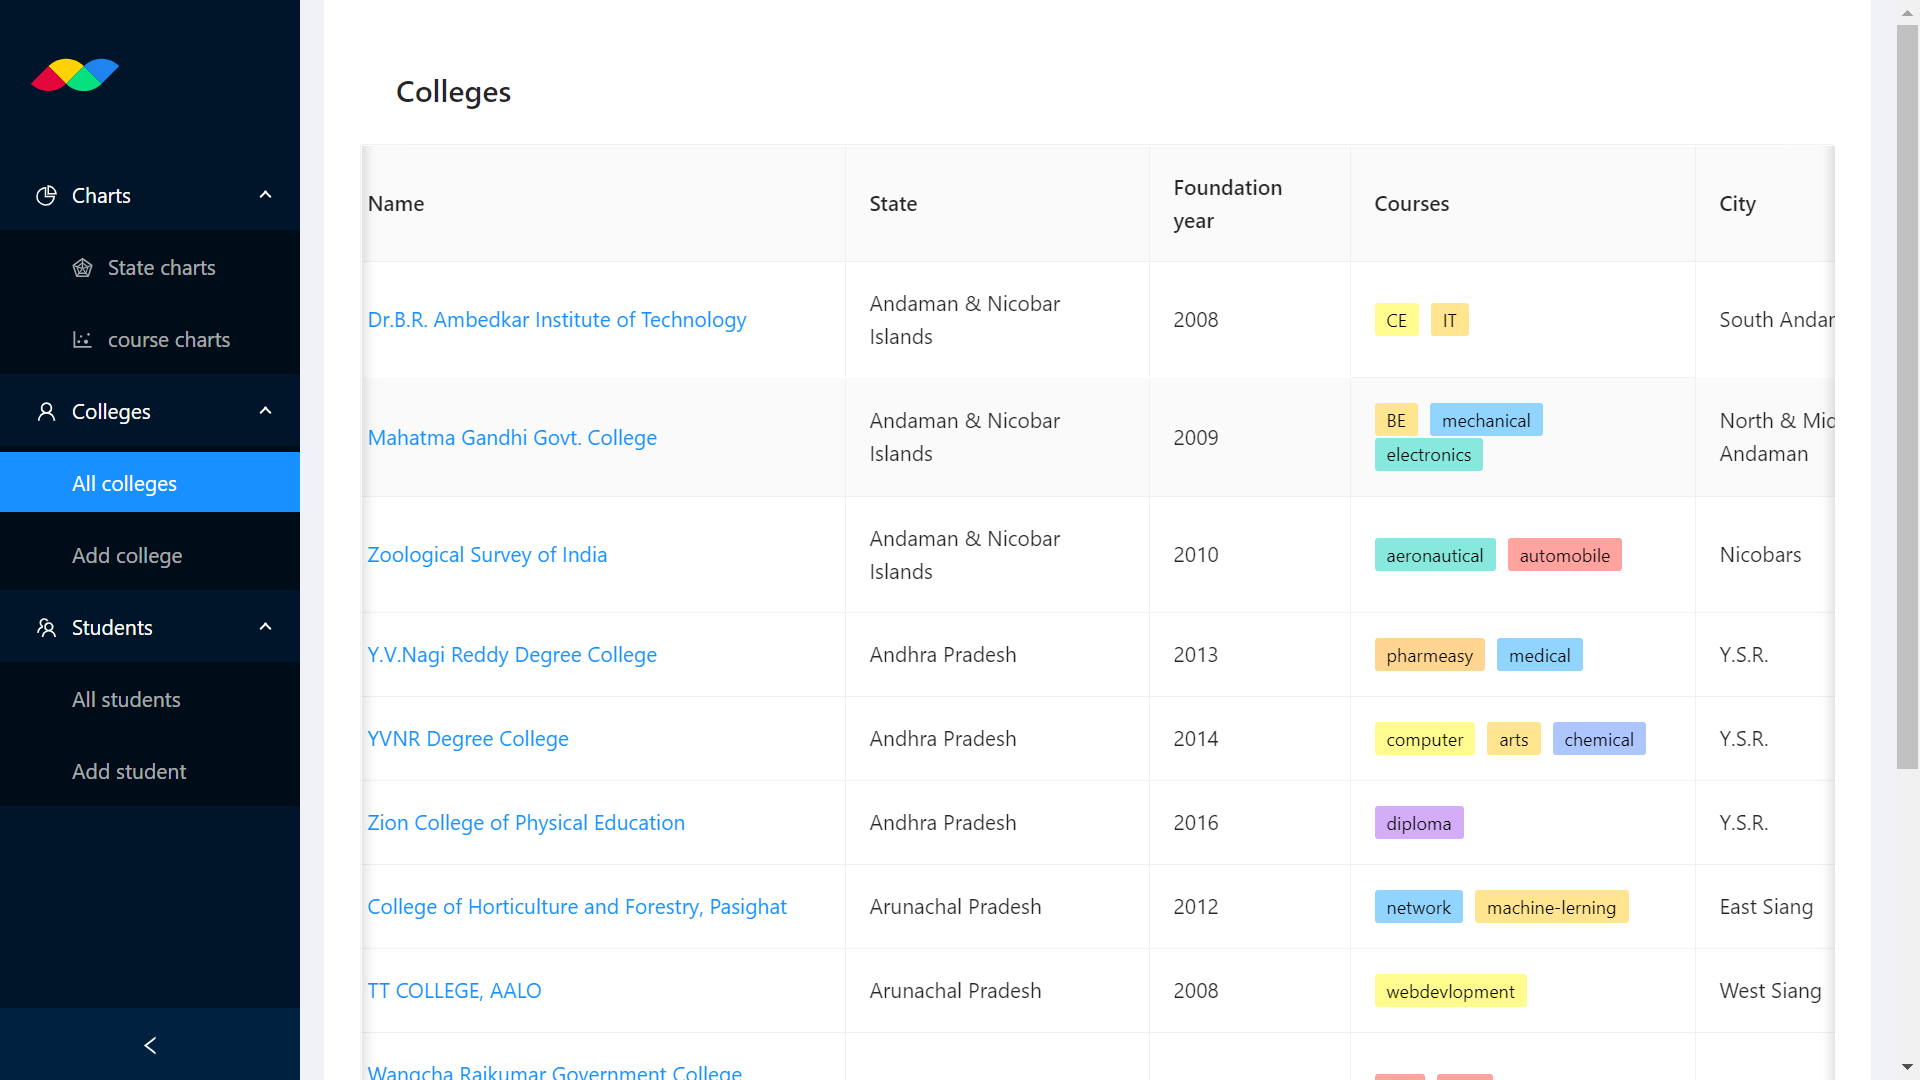 Charts
State charts
course charts
Colleges
All colleges
Add college
Students
All students
Add student
Colleges
Name State Foundation year Courses City
Dr.B.R. Ambedkar Institute of Technology Andaman & Nicobar Islands 2008 CE IT South Andar
Mahatma Gandhi Govt. College Andaman & Nicobar Islands 2009 BE mechanical electronics North & Mid Andaman
Zoological Survey of India Andaman & Nicobar Islands 2010 aeronautical automobile Nicobars
Y.V.Nagi Reddy Degree College Andhra Pradesh 2013 pharmeasy medical Y.S.R.
YVNR Degree College Andhra Pradesh 2014 computer arts chemical Y.S.R.
Zion College of Physical Education Andhra Pradesh 2016 diploma Y.S.R.
College of Horticulture and Forestry, Pasighat Arunachal Pradesh 2012 network machine-lerning East Siang
TT COLLEGE, AALO Arunachal Pradesh 2008 webdevlopment West Siang
Wangcha Rajkumar Government College